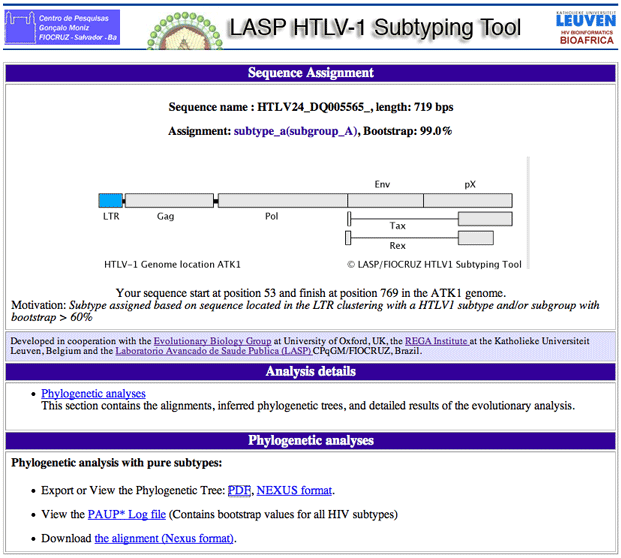 Centro de Pesquisas
Gonçalo Moniz
FIOCRUZ - Salvador - Ba
LASP HTLV-1 Subtyping Tool
KATHOLIEKE UNIVERSITEIT
LEUVEN
HIV BIOINFORMATICS
BIOAFRICA
Sequence Assignment
Sequence name : HTLV24_DQ005565_, length: 719 bps
Assignment: subtype_a(subgroup_A), Bootstrap: 99.0%
Env pX
LTR Gag Pol
Tax
Rex
HTLV-1 Genome location ATK1 © LASP/FIOCRUZ HTLV1 Subtyping Tool
Your sequence start at position 53 and finish at position 769 in the ATK1 genome.
Motivation: Subtype assigned based on sequence located in the LTR clustering with a HTLV1 subtype and/or subgroup with
bootstrap > 60%
Developed in cooperation with the Evolutionary Biology Group at University of Oxford, UK, the REGA Institute at the Katholieke Universiteit
Leuven, Belgium and the Laboratorio Avancado de Saude Publica (LASP) CPqGM/FIOCRUZ, Brazil.
Analysis details
• Phylogenetic analyses
This section contains the alignments, inferred phylogenetic trees, and detailed results of the evolutionary analysis.
Phylogenetic analyses
Phylogenetic analysis with pure subtypes:
• Export or View the Phylogenetic Tree: PDF, NEXUS format.
• View the PAUP* Log file (Contains bootstrap values for all HIV subtypes)
• Download the alignment (Nexus format).